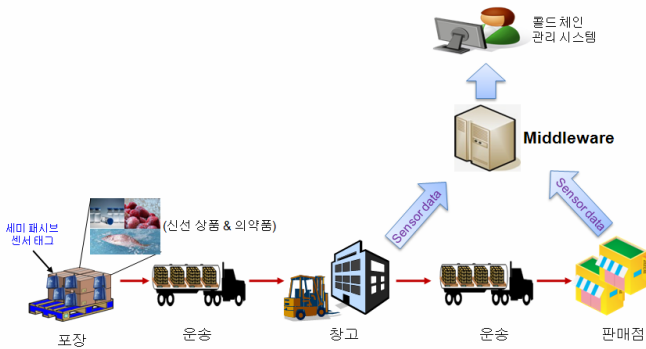 콜드 체인
관리 시스템
Middleware
Sensor data
Sensor data
세미 패시브
센서 태그
(신선 상품 & 의약품)
포장
운송
창고
운송
판매점